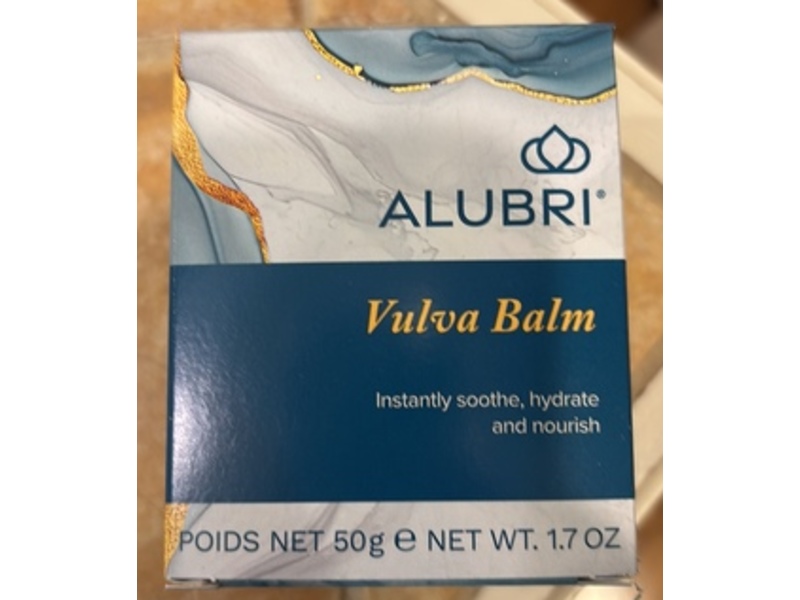 ALUBRI®
Vulva Balm
Instantly soothe, hydrate
and nourish
POIDS NET 50g ℮ NET WT. 1.7 OZ